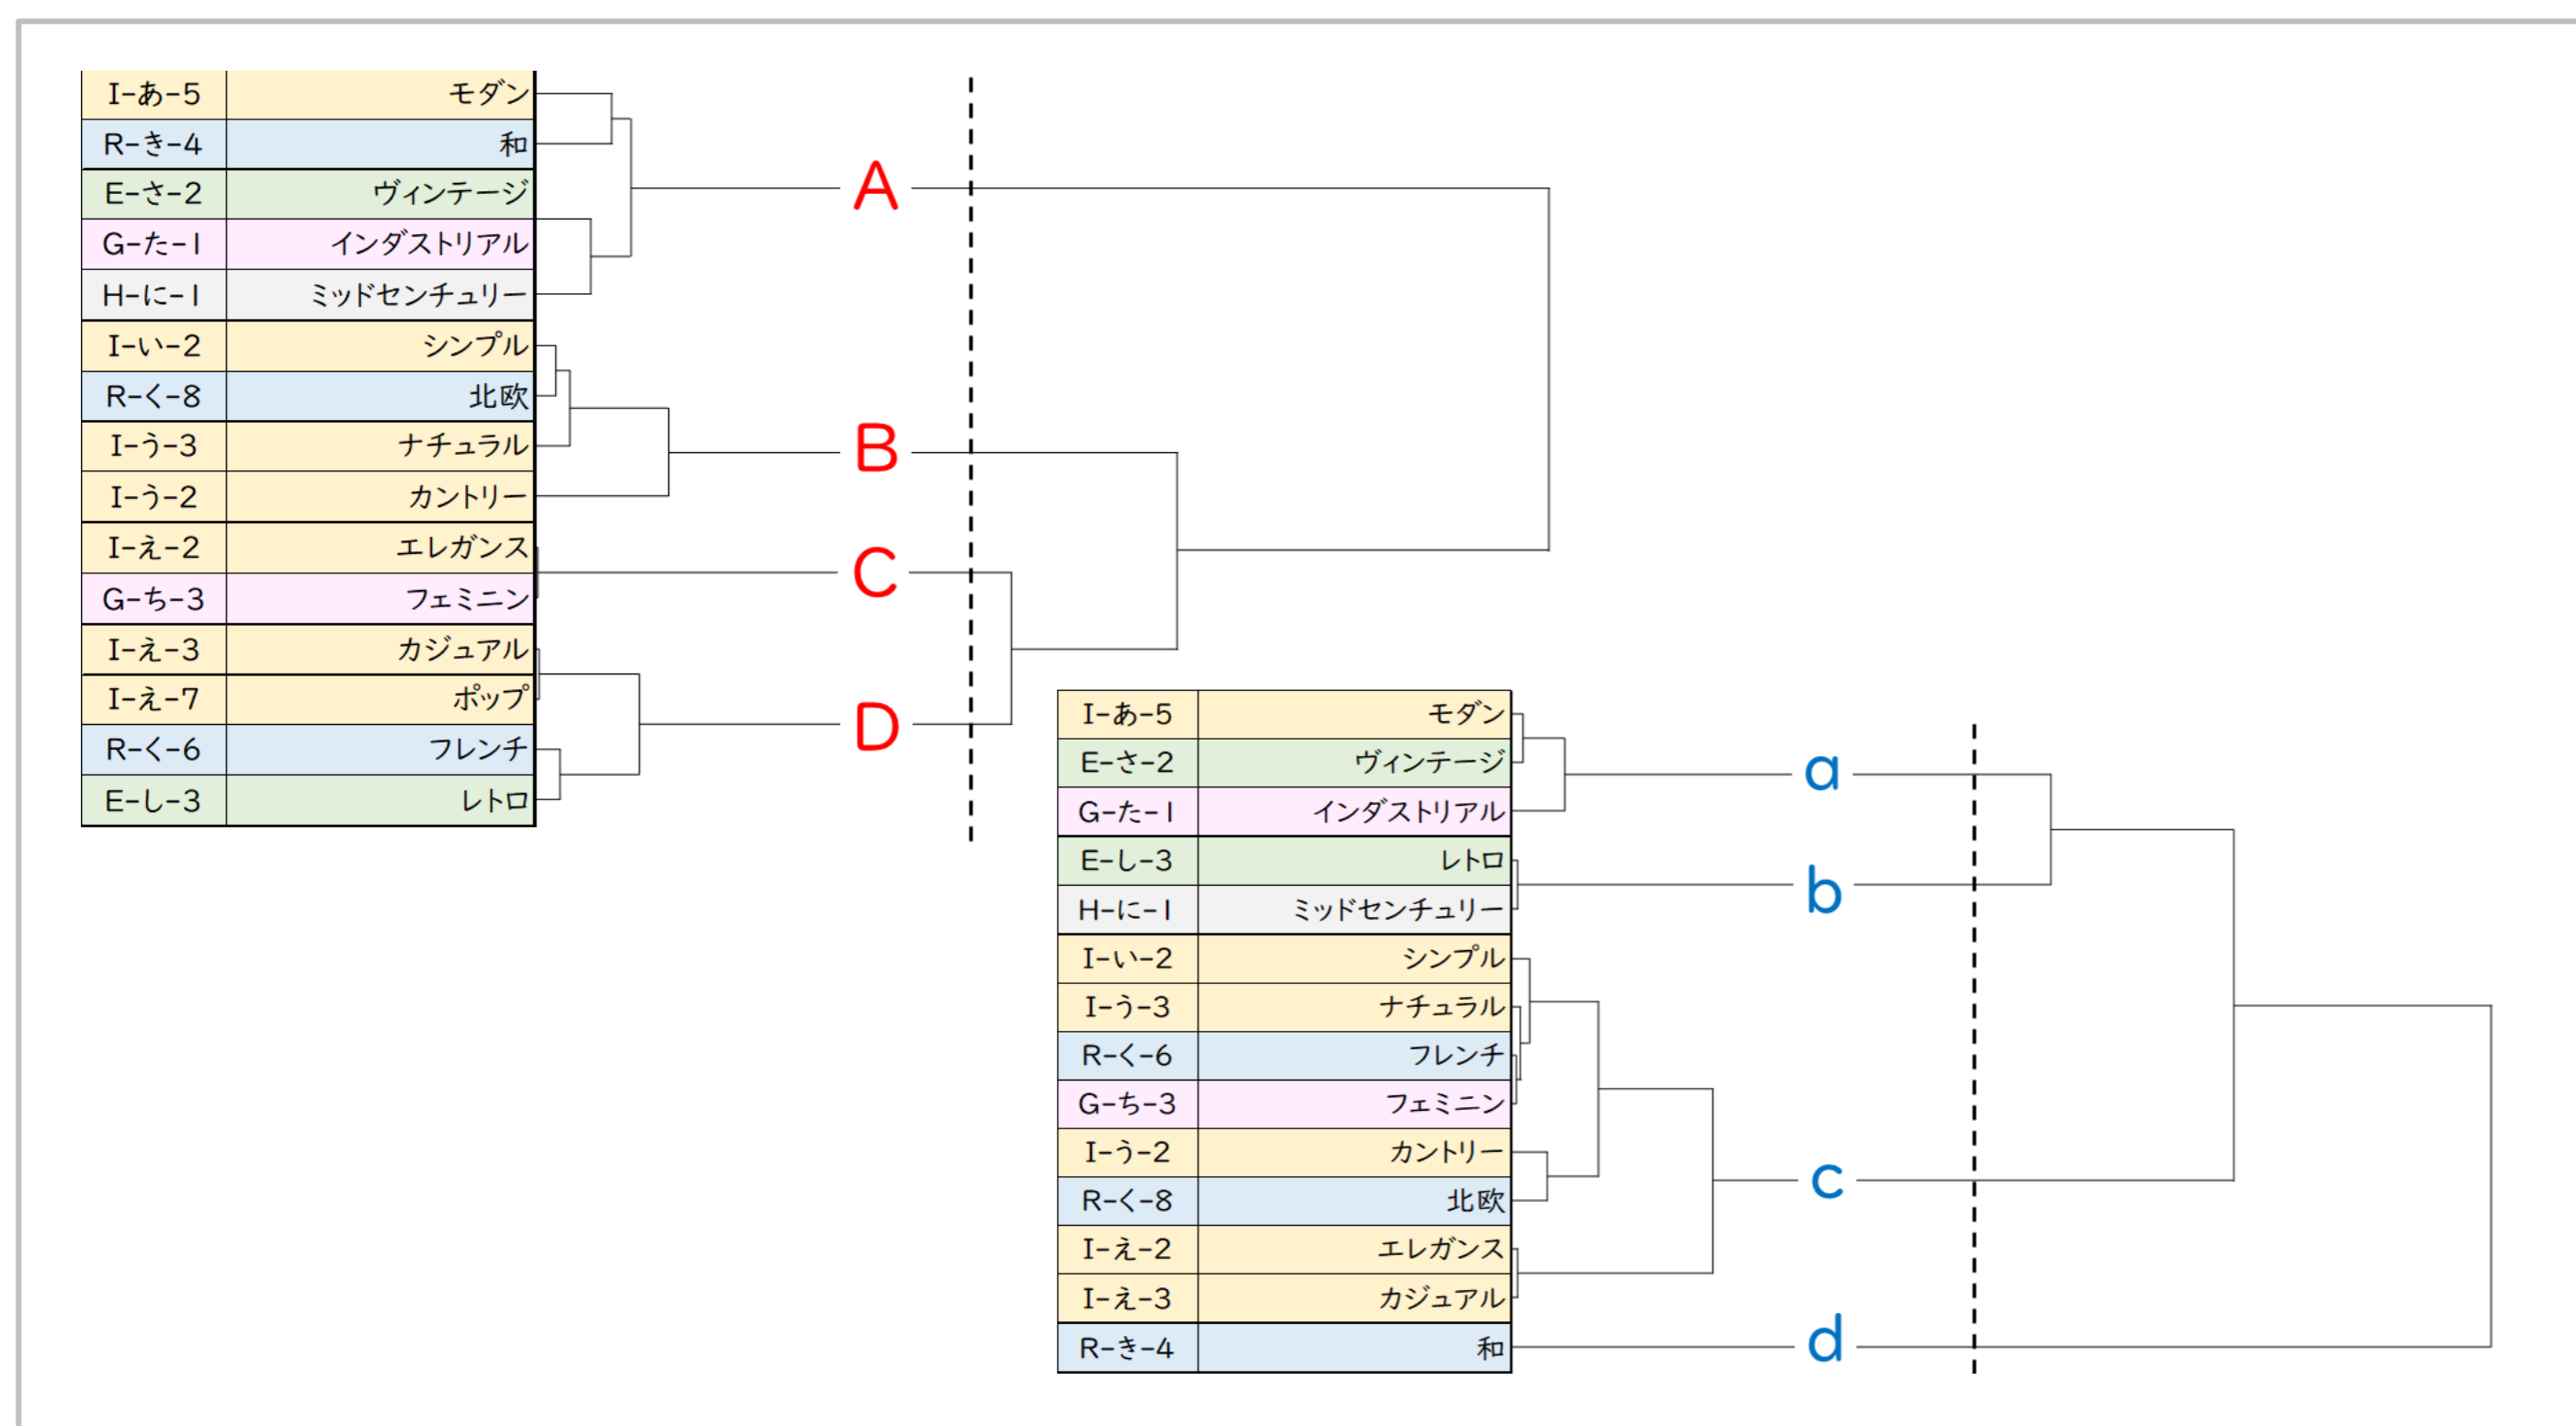 I-あ-5 モダン
R-き-4 和
E-さ-2 ヴィンテージ
G-た-1 インダストリアル
H-に-1 ミッドセンチュリー
I-い-2 シンプル
R-く-8 北欧
I-う-3 ナチュラル
I-う-2 カントリー
I-え-2 エレガンス
G-ち-3 フェミニン
I-え-3 カジュアル
I-え-7 ポップ
R-く-6 フレンチ
E-し-3 レトロ
A
B
C
D
I-あ-5 モダン
E-さ-2 ヴィンテージ
G-た-1 インダストリアル
E-し-3 レトロ
H-に-1 ミッドセンチュリー
I-い-2 シンプル
I-う-3 ナチュラル
R-く-6 フレンチ
G-ち-3 フェミニン
I-う-2 カントリー
R-く-8 北欧
I-え-2 エレガンス
I-え-3 カジュアル
R-き-4 和
a
b
c
d